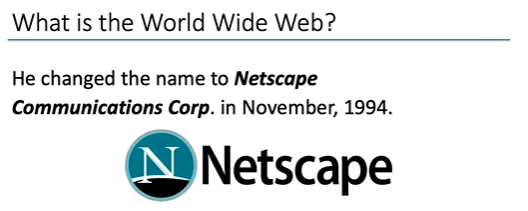 What is the World Wide Web?
He changed the name to Netscape
Communications Corp. in November, 1994.
N Netscape